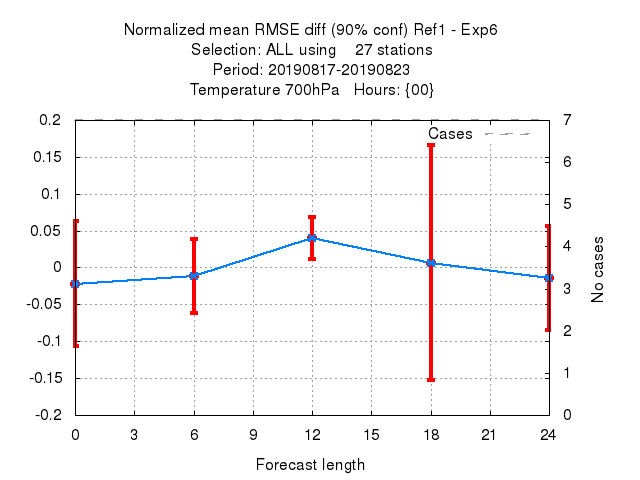 Normalized mean RMSE diff (90% conf) Ref1 - Exp6
Selection: ALL using    27 stations
Period: 20190817-20190823
Temperature 700hPa   Hours: {00}
0.2
0.15
0.1
0.05
0
-0.05
-0.1
-0.15
-0.2
Cases
7
6
5
4
3
2
1
0
No cases
0 3 6 9 12 15 18 21 24
Forecast length